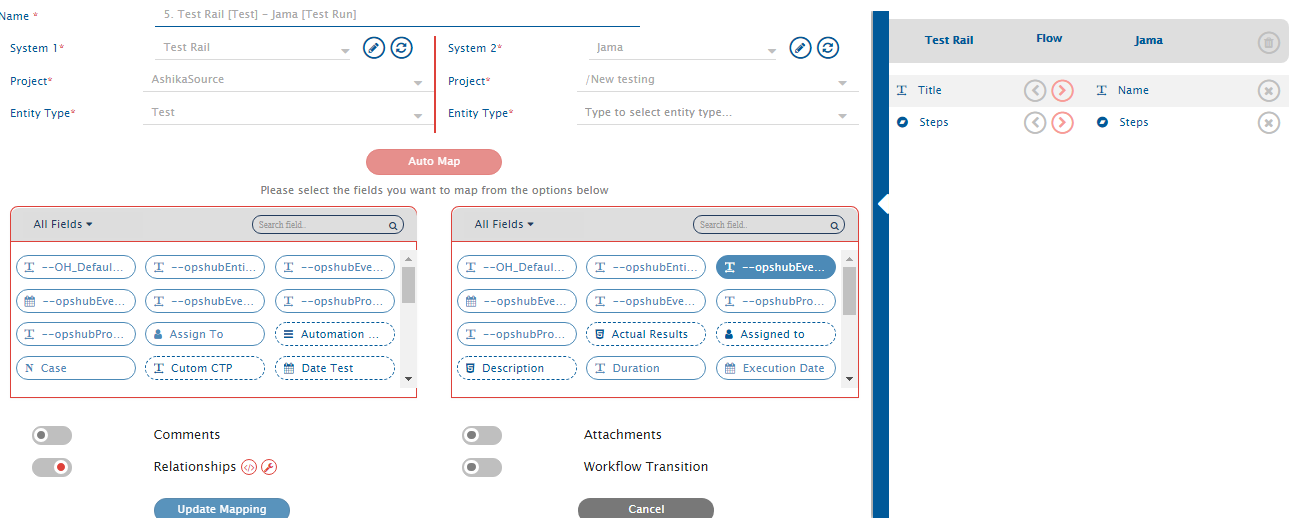 Name *
5. Test Rail [Test] - Jama [Test Run]
System 1*
Test Rail
System 2*
Jama
Project*
AshikaSource
Project*
/New testing
Entity Type*
Test
Entity Type*
Type to select entity type...
Auto Map
Please select the fields you want to map from the options below
All Fields
Search field..
--OH_Defaul...
--opshubEnti...
--opshubEve...
--opshubEve...
--opshubEve...
--opshubPro...
--opshubPro...
Assign To
Automation ...
N Case
Cutom CTP
Date Test
All Fields
Search field..
--OH_Defaul...
--opshubEnti...
--opshubEve...
--opshubEve...
--opshubEve...
--opshubPro...
--opshubPro...
Actual Results
Assigned to
Description
Duration
Execution Date
Comments
Attachments
Relationships
Workflow Transition
Update Mapping
Cancel
Test Rail
Flow
Jama
Title
Name
Steps
Steps